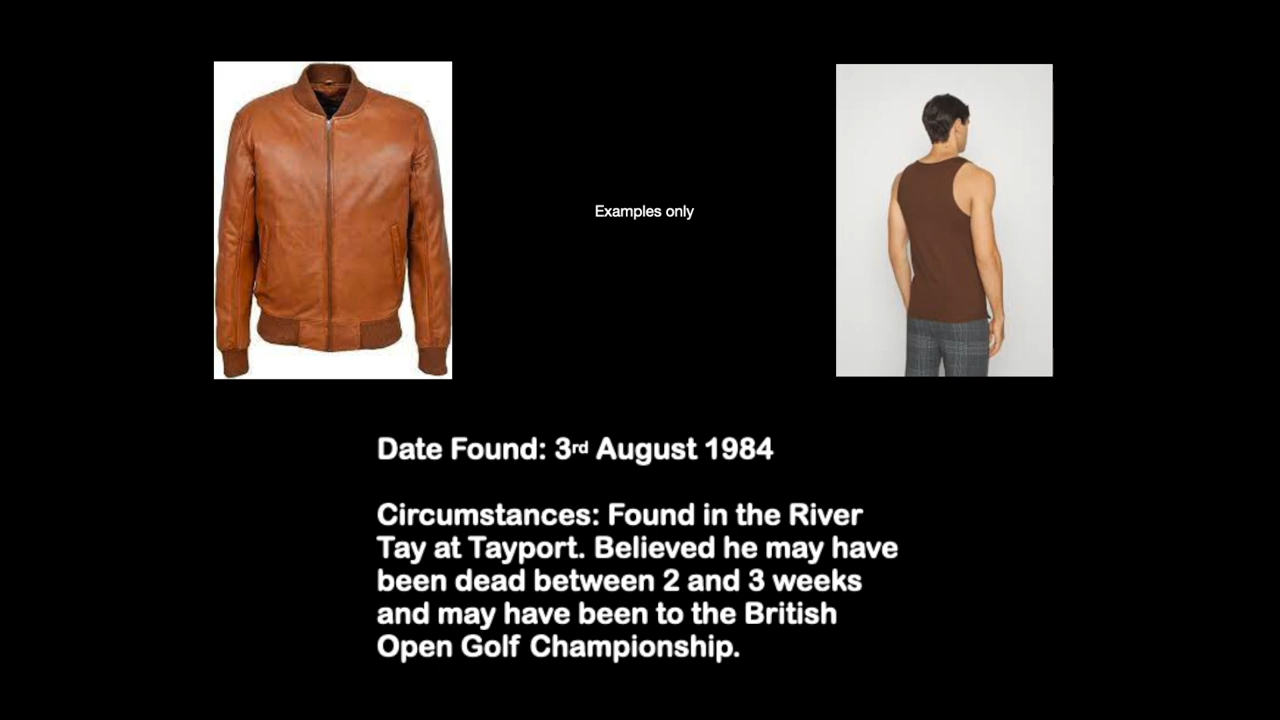 Examples only
Date Found: 3rd August 1984
Circumstances: Found in the River
Tay at Tayport. Believed he may have
been dead between 2 and 3 weeks
and may have been to the British
Open Golf Championship.